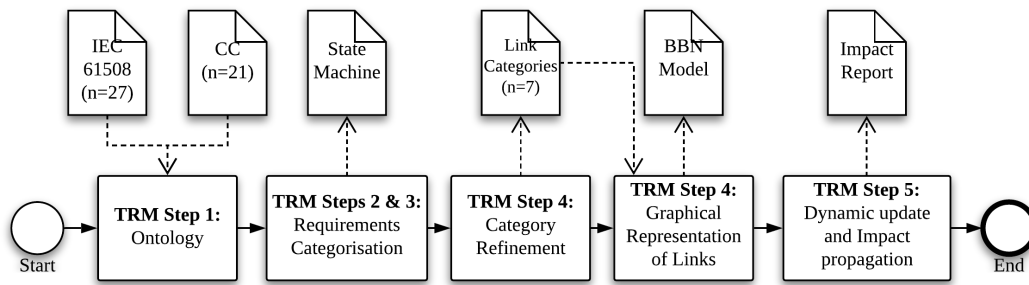 IEC
61508
(n=27)
CC
(n=21)
State
Machine
Link
Categories
(n=7)
BBN
Model
Impact
Report
Start
TRM Step 1:
Ontology
TRM Steps 2 & 3:
Requirements
Categorisation
TRM Step 4:
Category
Refinement
TRM Step 4:
Graphical
Representation
of Links
TRM Step 5:
Dynamic update
and Impact
propagation
End